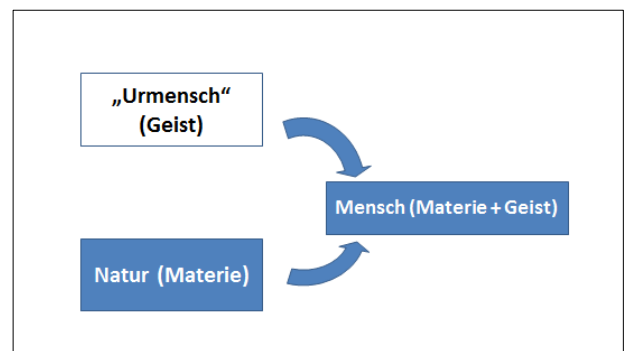 „Urmensch“
(Geist)
Mensch (Materie + Geist)
Natur (Materie)